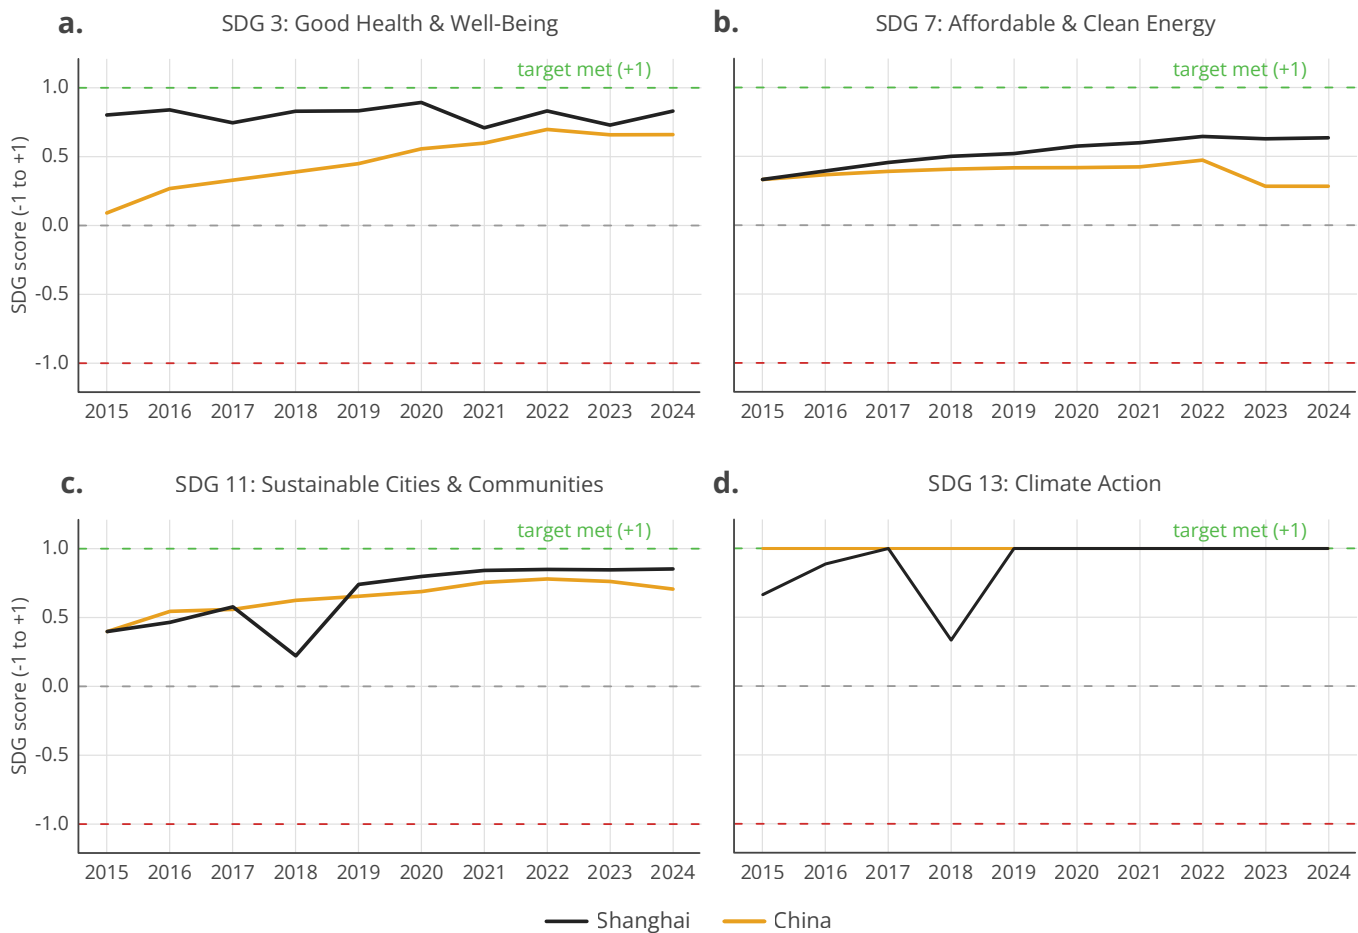 a. SDG 3: Good Health & Well-Being
target met (+1)
SDG score (-1 to +1)
1.0
0.5
0.0
-0.5
-1.0
2015 2016 2017 2018 2019 2020 2021 2022 2023 2024
b. SDG 7: Affordable & Clean Energy
target met (+1)
2015 2016 2017 2018 2019 2020 2021 2022 2023 2024
c. SDG 11: Sustainable Cities & Communities
target met (+1)
SDG score (-1 to +1)
1.0
0.5
0.0
-0.5
-1.0
2015 2016 2017 2018 2019 2020 2021 2022 2023 2024
d. SDG 13: Climate Action
target met (+1)
2015 2016 2017 2018 2019 2020 2021 2022 2023 2024
Shanghai China